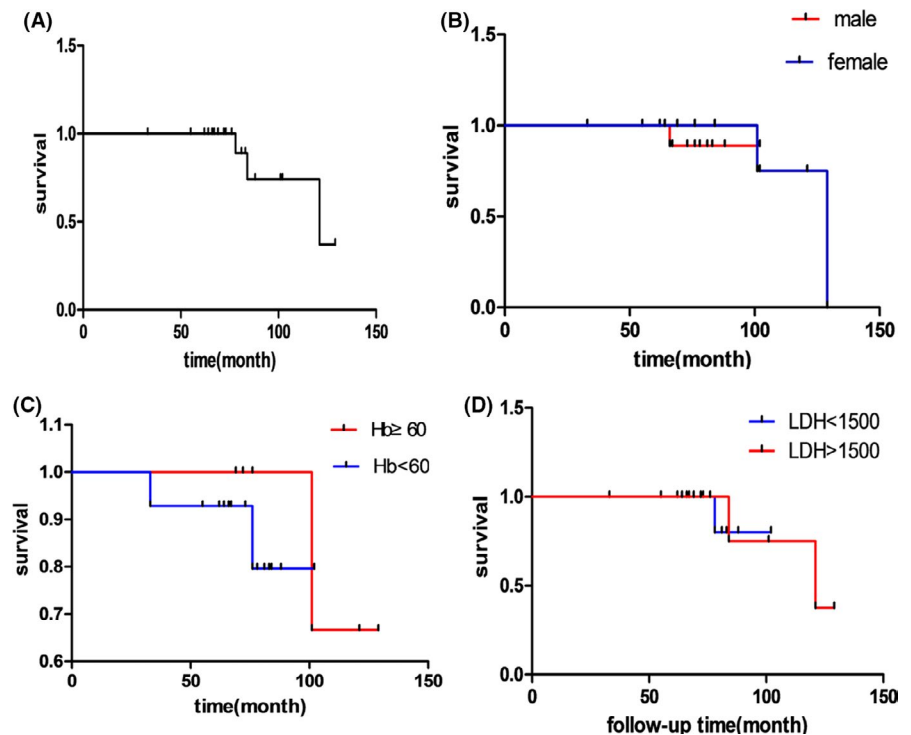 (A)
1.5
1.0
0.5
0.0
survival
0
50
100
150
time(month)
(B)
male
female
1.5
1.0
0.5
0.0
survival
0
50
100
150
time(month)
(C)
Hb≥ 60
Hb<60
1.1
1.0
0.9
0.8
0.7
0.6
survival
0
50
100
150
time(month)
(D)
LDH<1500
LDH>1500
1.5
1.0
0.5
0.0
survival
0
50
100
150
follow-up time(month)